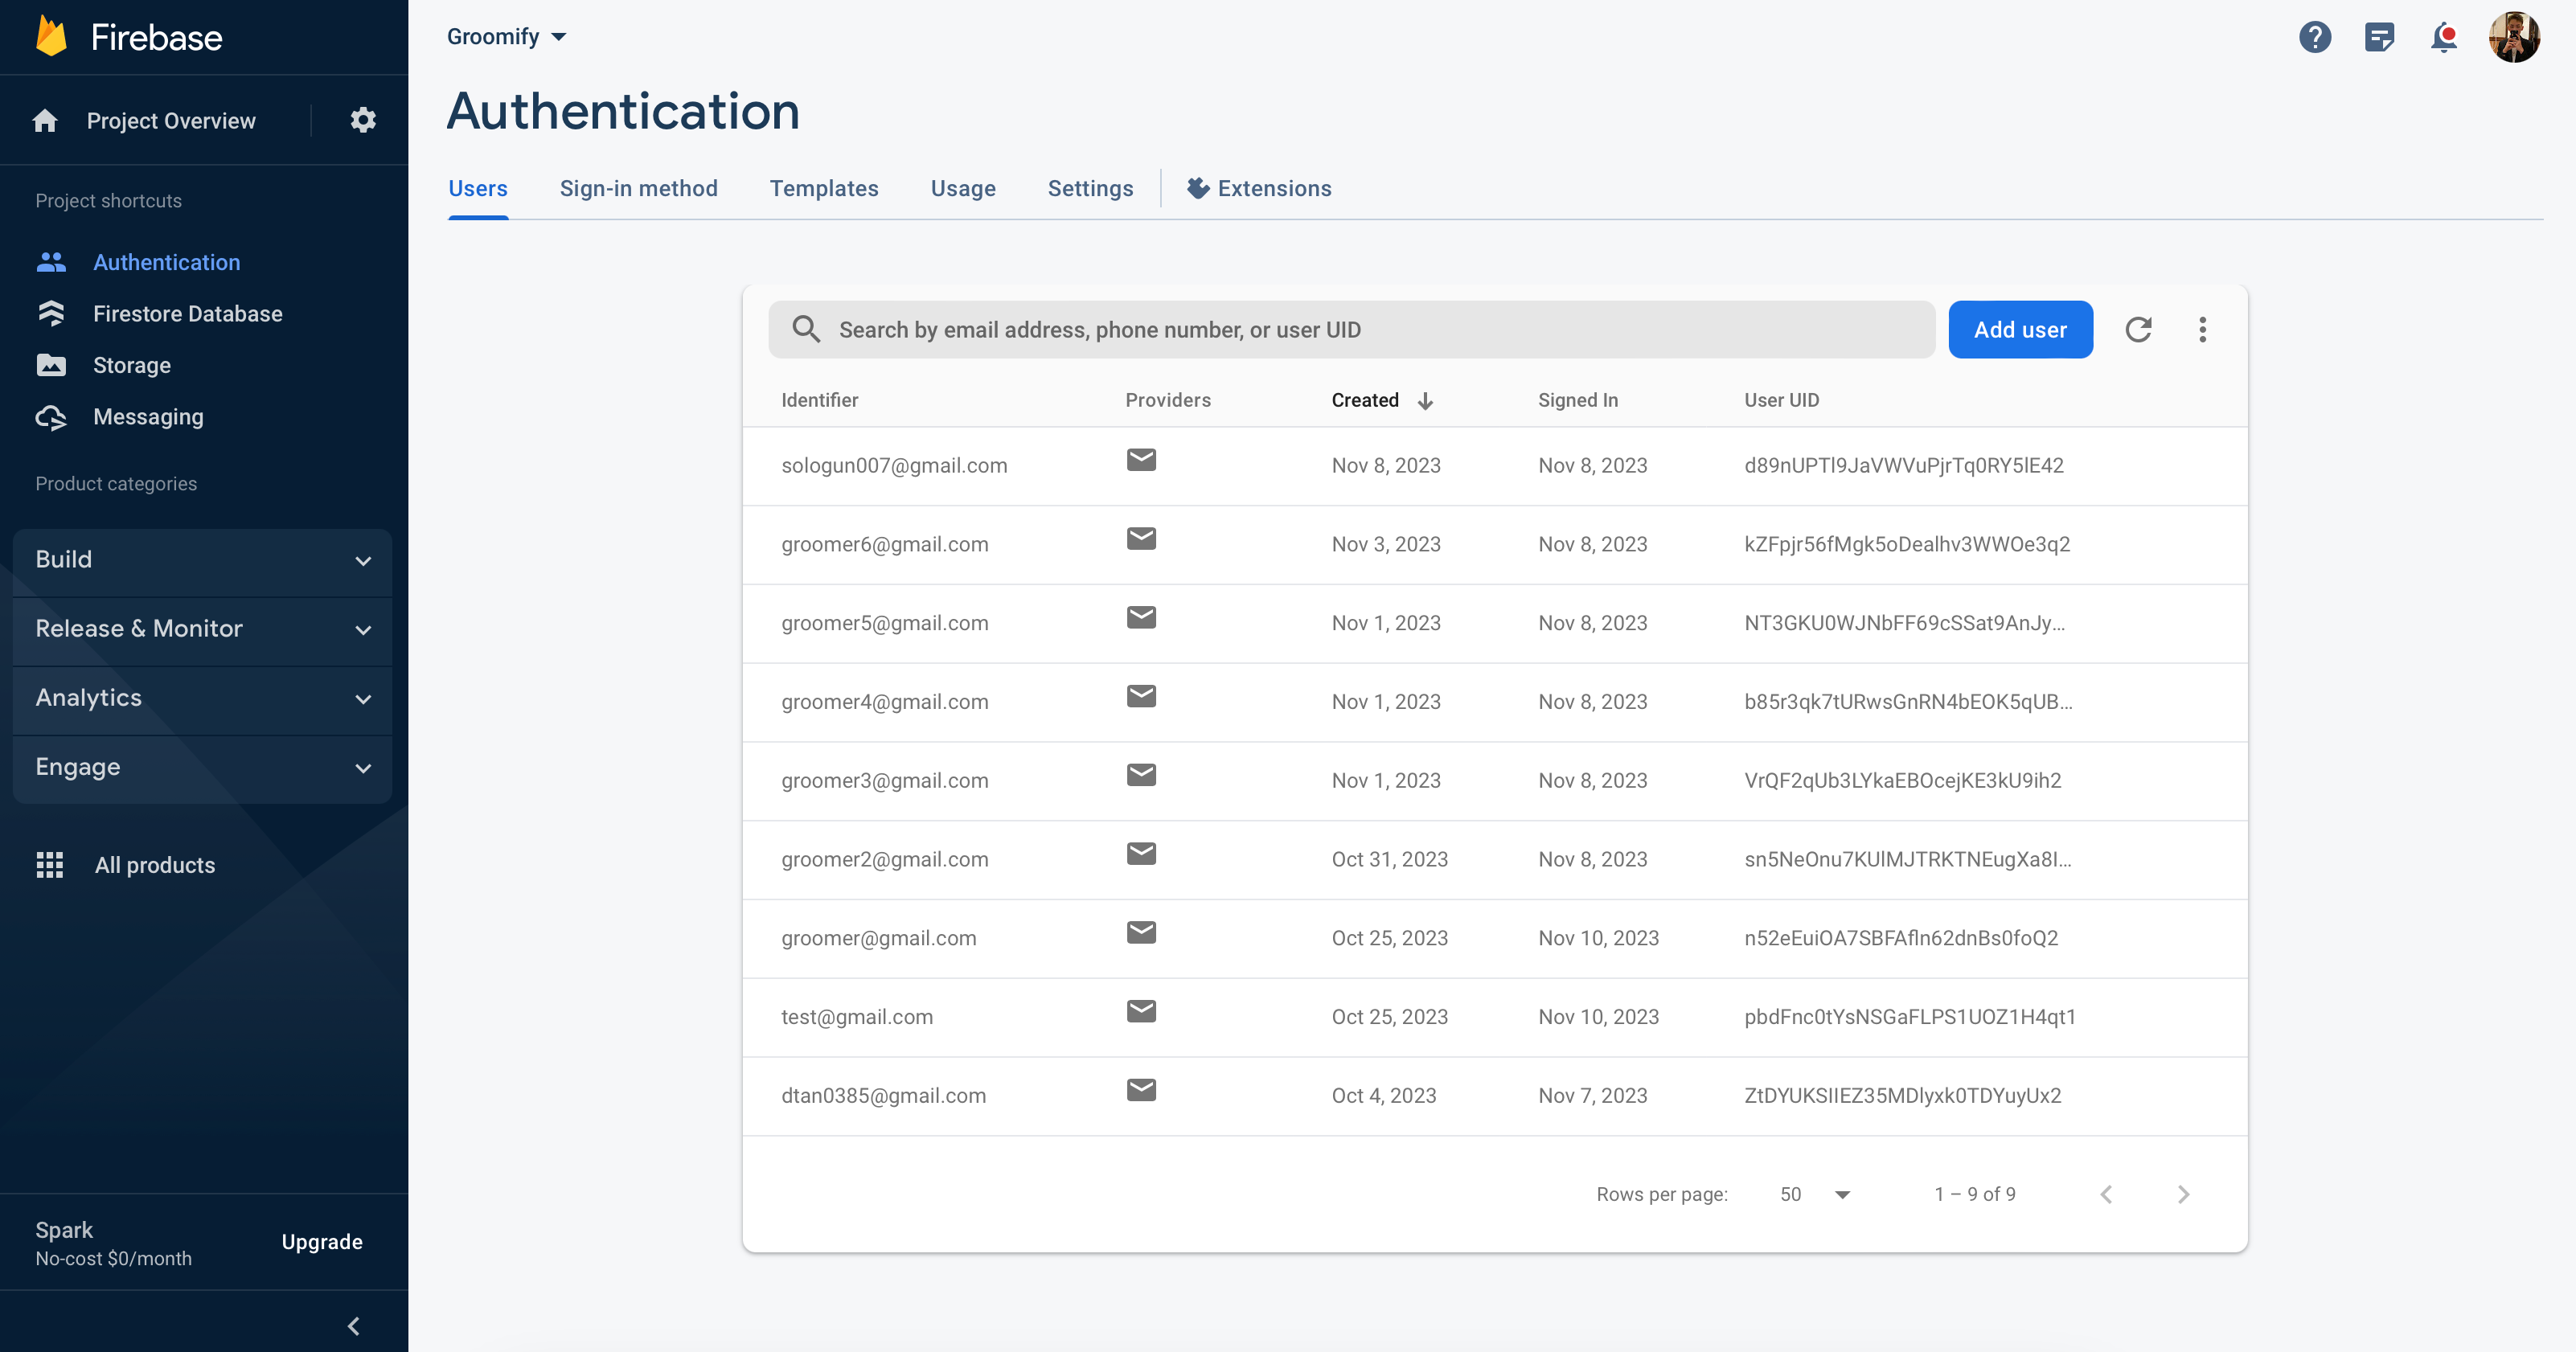 Firebase
Project Overview
Project shortcuts
Authentication
Firestore Database
Storage
Messaging
Product categories
Build
Release & Monitor
Analytics
Engage
All products
Spark
No-cost $0/month
Upgrade
Groomify
Authentication
Users Sign-in method Templates Usage Settings Extensions
Search by email address, phone number, or user UID Add user
Identifier Providers Created Signed In User UID
sologun007@gmail.com Nov 8, 2023 Nov 8, 2023 d89nUPTl9JaVWVuPjrTq0RY5lE42
groomer6@gmail.com Nov 3, 2023 Nov 8, 2023 kZFpjr56fMgk5oDealhv3WWOe3q2
groomer5@gmail.com Nov 1, 2023 Nov 8, 2023 NT3GKU0WJNbFF69cSSat9AnJy...
groomer4@gmail.com Nov 1, 2023 Nov 8, 2023 b85r3qk7tURwsGnRN4bEOK5qUB...
groomer3@gmail.com Nov 1, 2023 Nov 8, 2023 VrQF2qUb3LYkaEBOcejKE3kU9ih2
groomer2@gmail.com Oct 31, 2023 Nov 8, 2023 sn5NeOnu7KUlMJTRKTNEugXa8I...
groomer@gmail.com Oct 25, 2023 Nov 10, 2023 n52eEuiOA7SBFAfln62dnBs0foQ2
test@gmail.com Oct 25, 2023 Nov 10, 2023 pbdFnc0tYsNSGaFLPS1UOZ1H4qt1
dtan0385@gmail.com Oct 4, 2023 Nov 7, 2023 ZtDYUKSIIEZ35MDlyxk0TDYuyUx2
Rows per page: 50 1 – 9 of 9